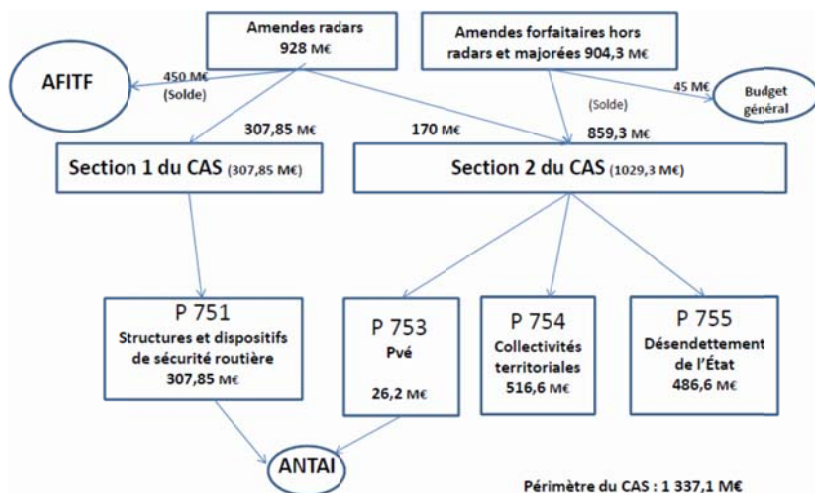 Amendes radars
928 M€
Amendes forfaitaires hors
radars et majorées 904,3 M€
AFITF
450 M€
(Solde)
45 M€
Budget
général
(Solde)
307,85 M€
170 M€
859,3 M€
Section 1 du CAS (307,85 M€)
Section 2 du CAS (1029,3 M€)
P 751
Structures et dispositifs
de sécurité routière
307,85 M€
P 753
Pvé
26,2 M€
P 754
Collectivités
territoriales
516,6 M€
P 755
Désendettement
de l'État
486,6 M€
ANTAI
Périmètre du CAS : 1 337,1 M€